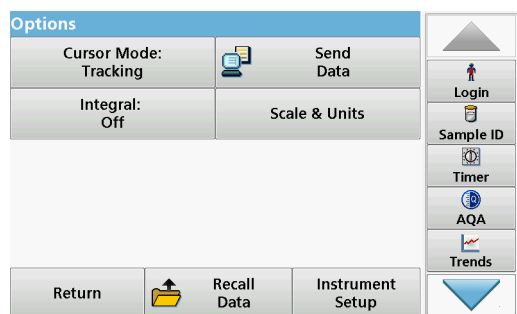 Options
Cursor Mode:
Tracking
Send
Data
Integral:
Off
Scale & Units
Return
Recall
Data
Instrument
Setup
Login
Sample ID
Timer
AQA
Trends